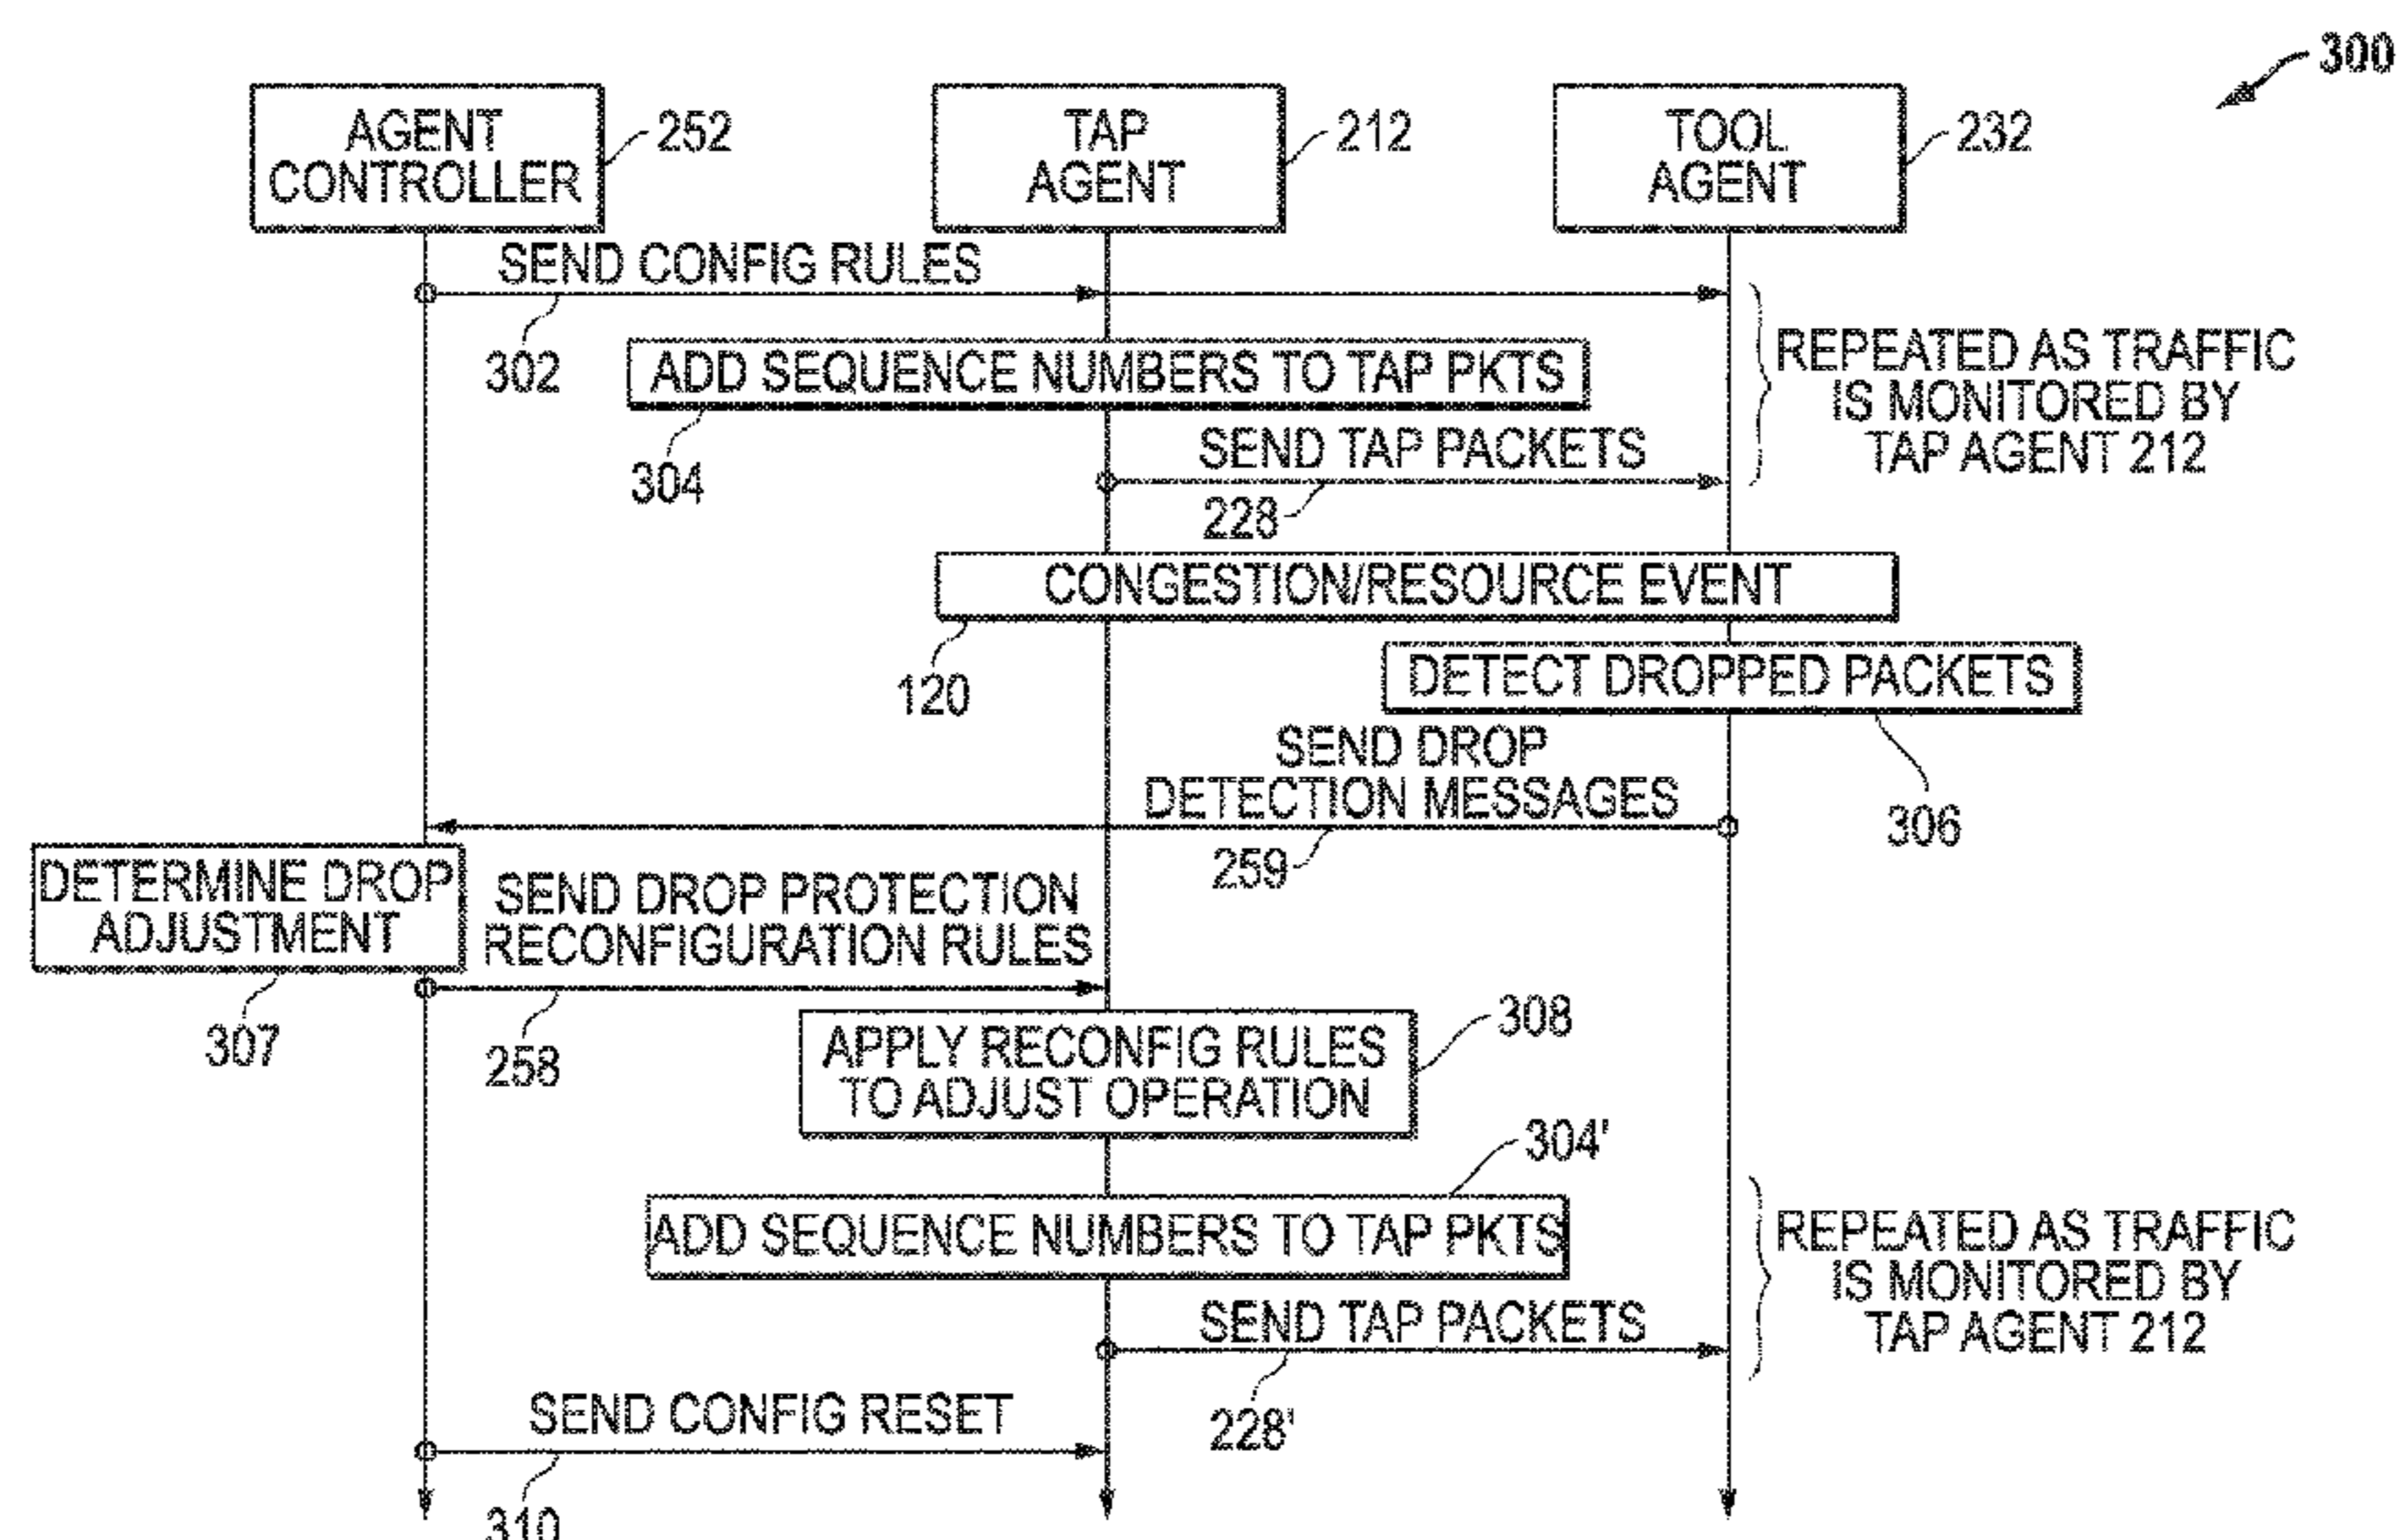 300
AGENT
CONTROLLER
252
TAP
AGENT
212
TOOL
AGENT
232
SEND CONFIG RULES
302
ADD SEQUENCE NUMBERS TO TAP PKTS
304
SEND TAP PACKETS
228
REPEATED AS TRAFFIC
IS MONITORED BY
TAP AGENT 212
CONGESTION/RESOURCE EVENT
120
DETECT DROPPED PACKETS
306
SEND DROP
DETECTION MESSAGES
259
DETERMINE DROP
ADJUSTMENT
307
SEND DROP PROTECTION
RECONFIGURATION RULES
258
APPLY RECONFIG RULES
TO ADJUST OPERATION
308
304'
ADD SEQUENCE NUMBERS TO TAP PKTS
SEND TAP PACKETS
228'
REPEATED AS TRAFFIC
IS MONITORED BY
TAP AGENT 212
SEND CONFIG RESET
310